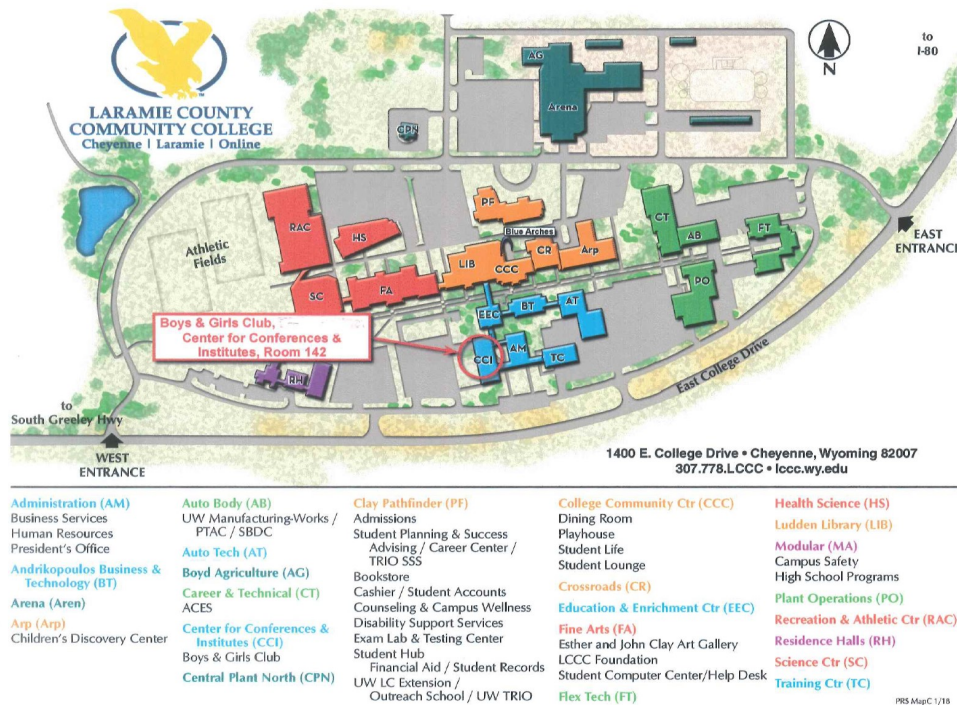 LARAMIE COUNTY
COMMUNITY COLLEGE
Cheyenne | Laramie | Online
N
to
I-80
AG
Arena
CPN
PF
Blue Arches
RAC
HS
Athletic
Fields
LIB
CCC
CR
Arp
CT
AB
FT
EAST
ENTRANCE
SC
FA
PO
EEC
BT
AT
Boys & Girls Club,
Center for Conferences &
Institutes, Room 142
CCI
AM
TC
RH
East College Drive
to
South Greeley Hwy
WEST
ENTRANCE
1400 E. College Drive • Cheyenne, Wyoming 82007
307.778.LCCC • lccc.wy.edu
Administration (AM)
Business Services
Human Resources
President's Office
Andrikopoulos Business &
Technology (BT)
Arena (Aren)
Arp (Arp)
Children's Discovery Center
Auto Body (AB)
UW Manufacturing-Works /
PTAC / SBDC
Auto Tech (AT)
Boyd Agriculture (AG)
Career & Technical (CT)
ACES
Center for Conferences &
Institutes (CCI)
Boys & Girls Club
Central Plant North (CPN)
Clay Pathfinder (PF)
Admissions
Student Planning & Success
Advising / Career Center /
TRIO SSS
Bookstore
Cashier / Student Accounts
Counseling & Campus Wellness
Disability Support Services
Exam Lab & Testing Center
Student Hub
Financial Aid / Student Records
UW LC Extension /
Outreach School / UW TRIO
College Community Ctr (CCC)
Dining Room
Playhouse
Student Life
Student Lounge
Crossroads (CR)
Education & Enrichment Ctr (EEC)
Fine Arts (FA)
Esther and John Clay Art Gallery
LCCC Foundation
Student Computer Center/Help Desk
Flex Tech (FT)
Health Science (HS)
Ludden Library (LIB)
Modular (MA)
Campus Safety
High School Programs
Plant Operations (PO)
Recreation & Athletic Ctr (RAC)
Residence Halls (RH)
Science Ctr (SC)
Training Ctr (TC)
PRS MapC 1/18